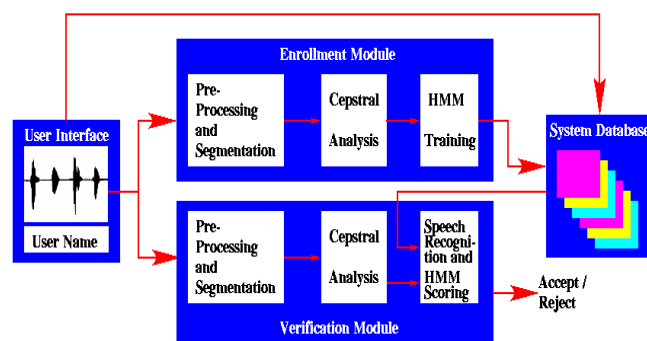 Enrollment Module
Pre-
Processing
and
Segmentation
Cepstral
Analysis
HMM
Training
User Interface
User Name
System Database
Pre-
Processing
and
Segmentation
Cepstral
Analysis
Speech
Recogni-
tion and
HMM
Scoring
Accept /
Reject
Verification Module